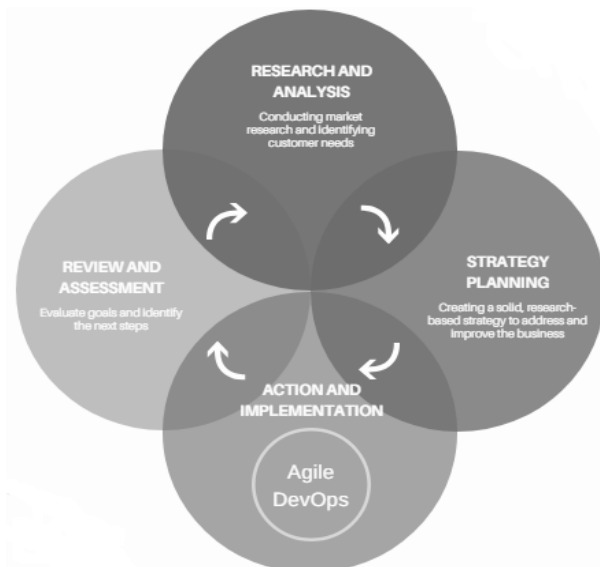 RESEARCH AND
ANALYSIS
Conducting market
research and identifying
customer needs
REVIEW AND
ASSESSMENT
Evaluate goals and identify
the next steps
STRATEGY
PLANNING
Creating a solid, research-
based strategy to address and
improve the business
ACTION AND
IMPLEMENTATION
Agile
DevOps